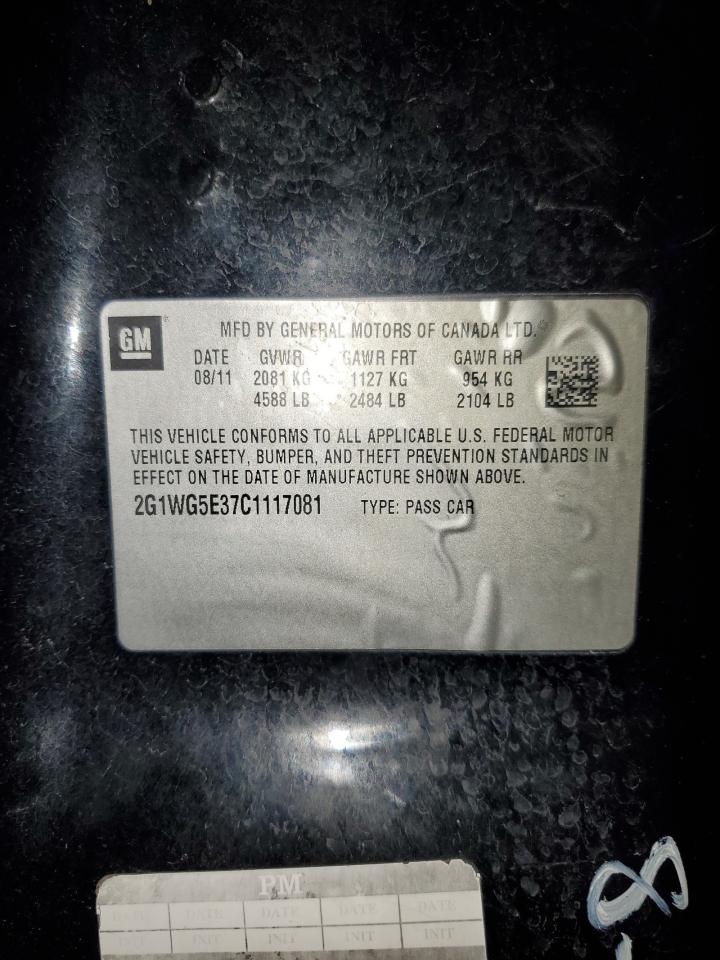 GM
MFD BY GENERAL MOTORS OF CANADA LTD.
DATE GVWR GAWR FRT GAWR RR
08/11 2081 KG 1127 KG 954 KG
4588 LB 2484 LB 2104 LB
THIS VEHICLE CONFORMS TO ALL APPLICABLE U.S. FEDERAL MOTOR
VEHICLE SAFETY, BUMPER, AND THEFT PREVENTION STANDARDS IN
EFFECT ON THE DATE OF MANUFACTURE SHOWN ABOVE.
2G1WG5E37C1117081 TYPE: PASS CAR
PM
DATE DATE DATE DATE DATE
INIT INIT INIT INIT INIT